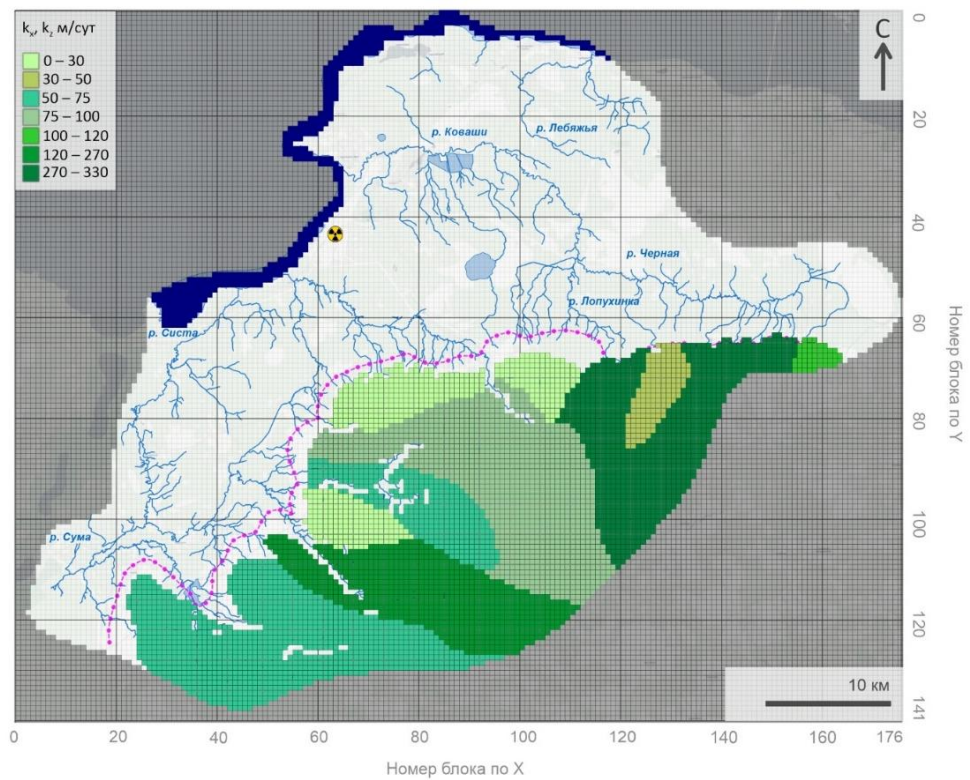 kx, kz м/сут
0 – 30
30 – 50
50 – 75
75 – 100
100 – 120
120 – 270
270 – 330
С
р. Коваши
р. Лебяжья
р. Черная
р. Лопухинка
р. Систа
р. Сума
10 км
0
20
40
60
80
100
120
141
Номер блока по Y
0 20 40 60 80 100 120 140 160 176
Номер блока по X